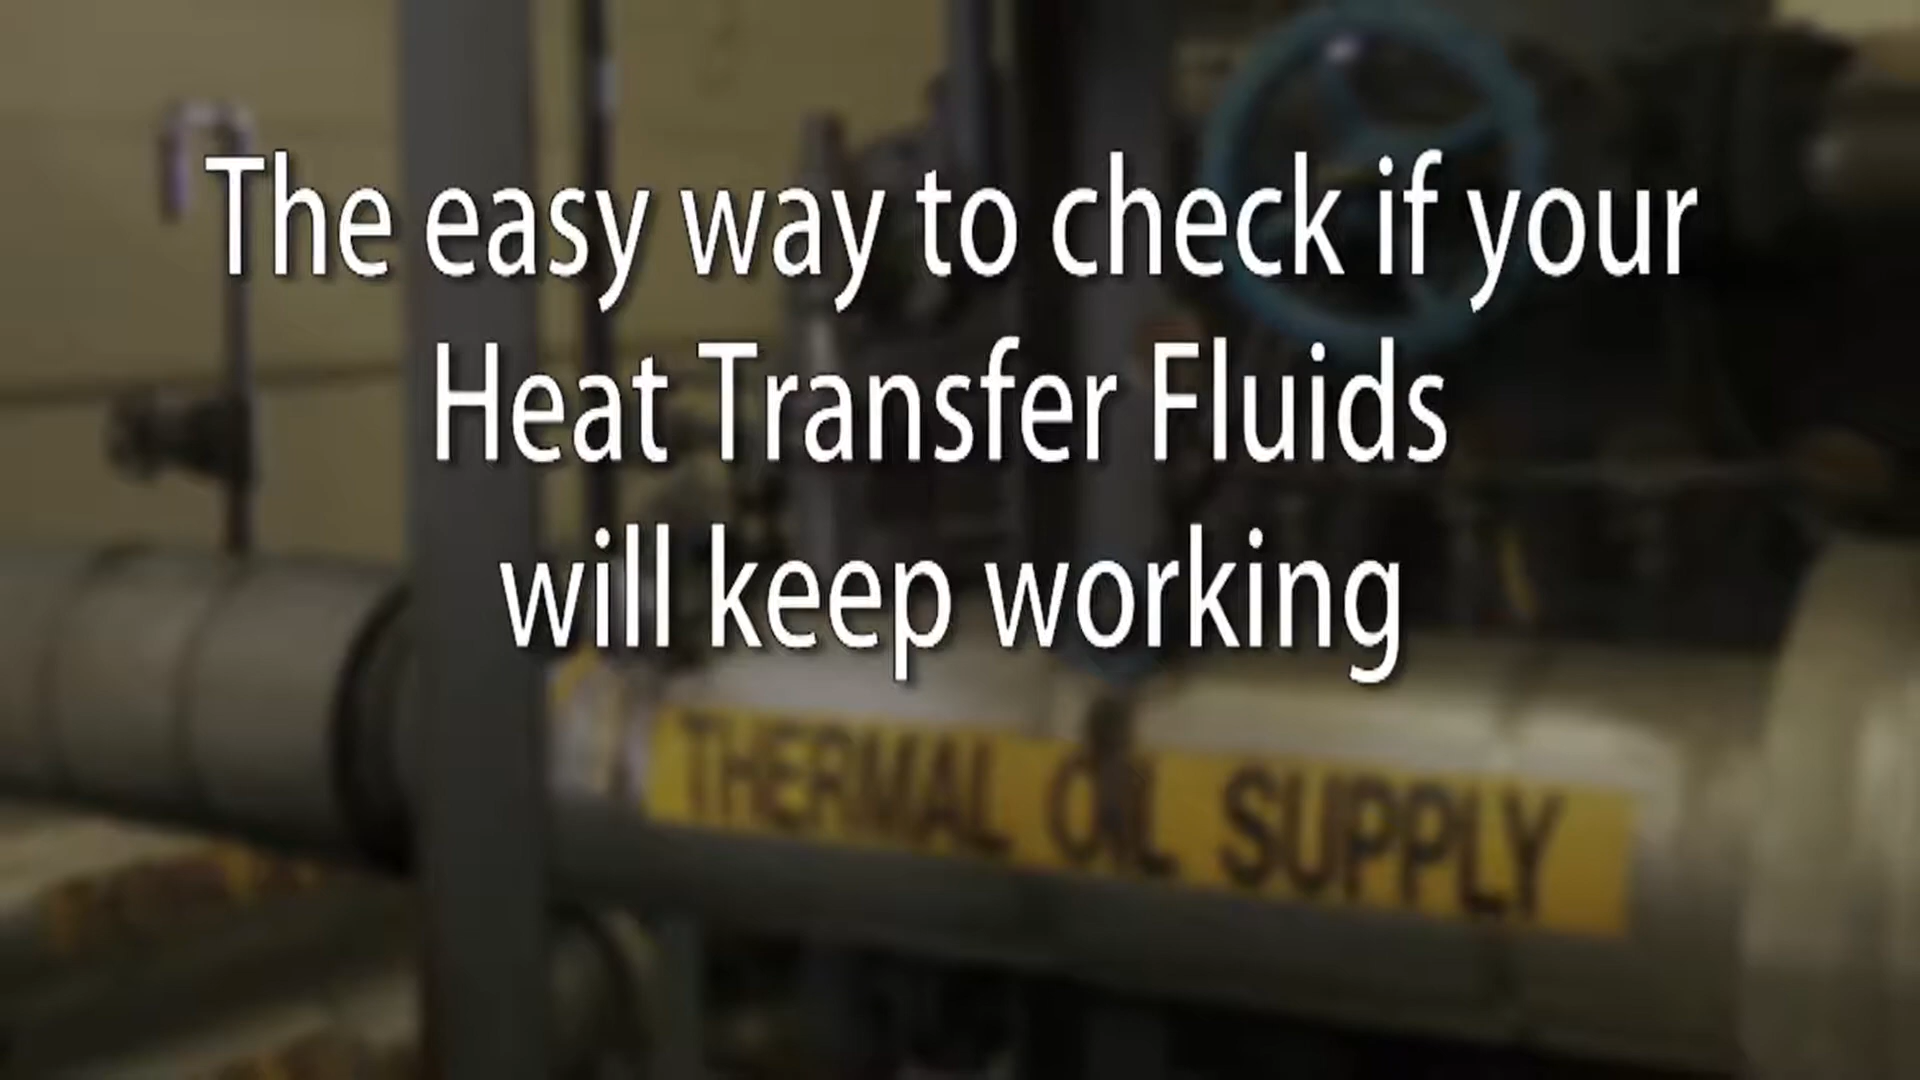 The easy way to check if your
Heat Transfer Fluids
will keep working
THERMAL OIL SUPPLY